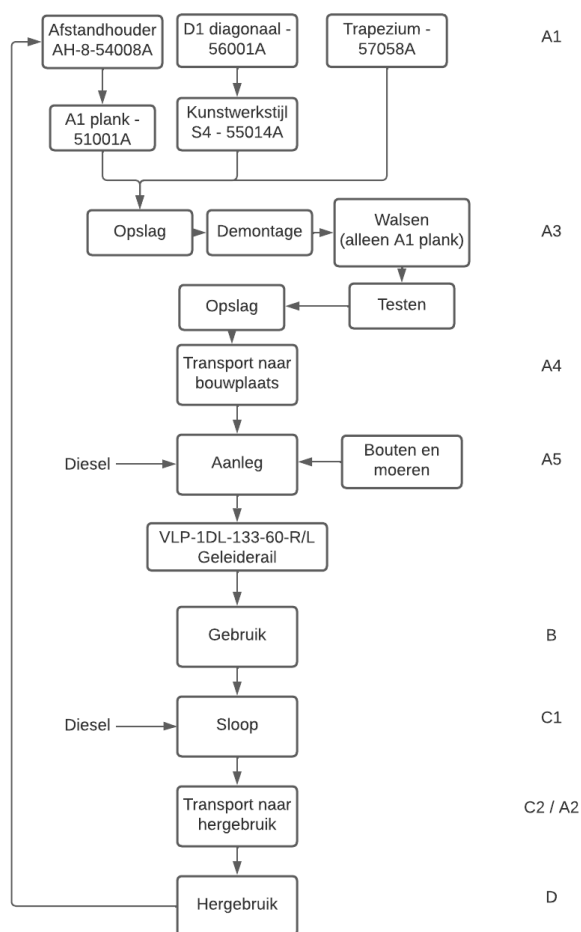 Afstandhouder
AH-8-54008A
D1 diagonaal -
56001A
Trapezium -
57058A
A1
A1 plank -
51001A
Kunstwerkstijl
S4 - 55014A
Opslag
Demontage
Walsen
(alleen A1 plank)
A3
Opslag
Testen
Transport naar
bouwplaats
A4
Diesel
Aanleg
Bouten en
moeren
A5
VLP-1DL-133-60-R/L
Geleiderail
Gebruik
B
Diesel
Sloop
C1
Transport naar
hergebruik
C2 / A2
Hergebruik
D